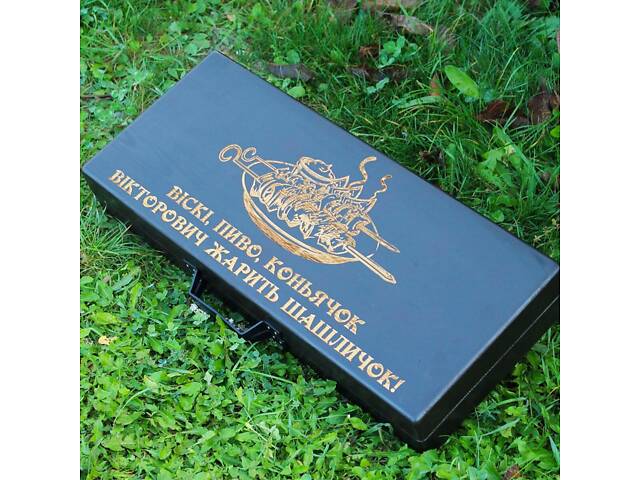 ВІСКІ, ПИВО, КОНЬЯЧОК
ВІКТОРОВИЧ ЖАРИТЬ ШАШЛИЧОК!